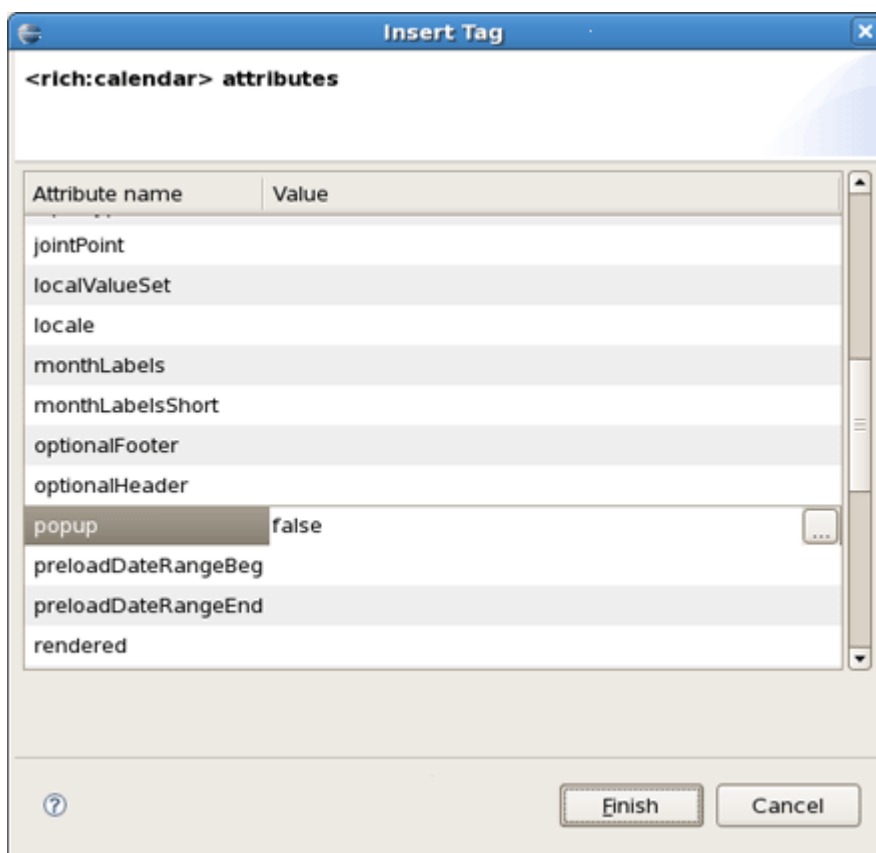 Insert Tag
<rich:calendar> attributes
Attribute name Value
jointPoint
localValueSet
locale
monthLabels
monthLabelsShort
optionalFooter
optionalHeader
popup false ...
preloadDateRangeBeg
preloadDateRangeEnd
rendered
Finish Cancel